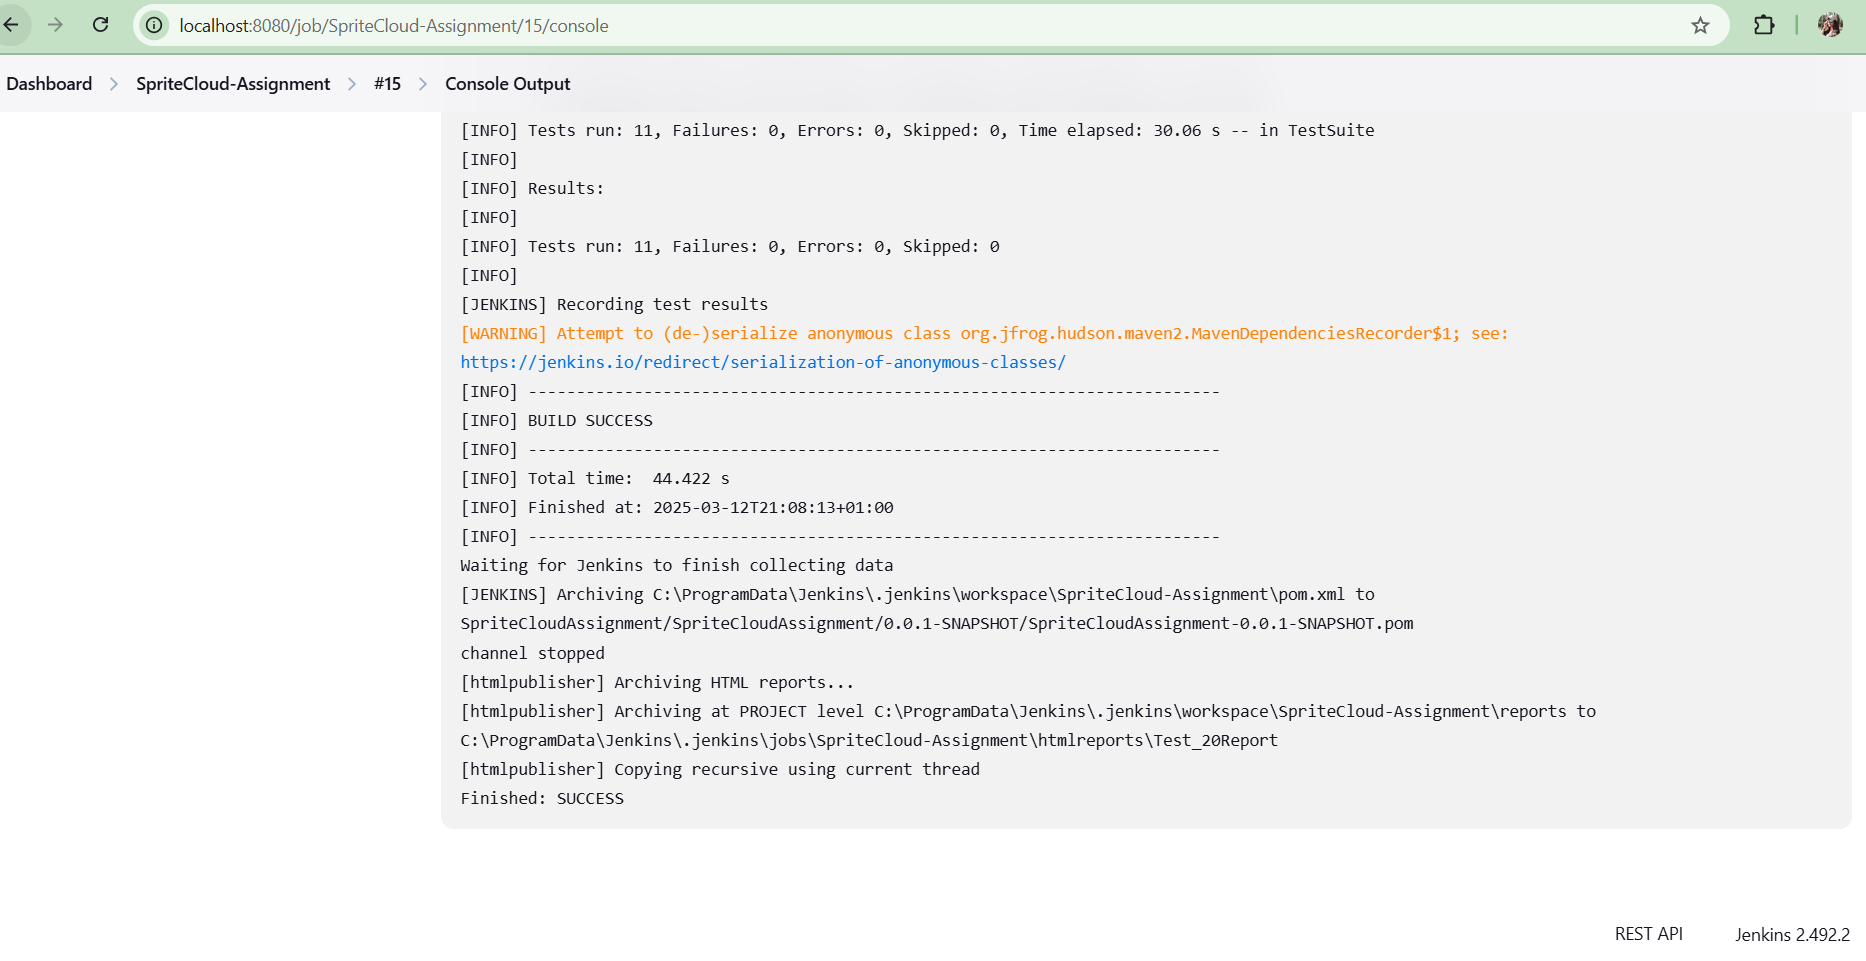 localhost:8080/job/SpriteCloud-Assignment/15/console
Dashboard > SpriteCloud-Assignment > #15 > Console Output
[INFO] Tests run: 11, Failures: 0, Errors: 0, Skipped: 0, Time elapsed: 30.06 s -- in TestSuite
[INFO]
[INFO] Results:
[INFO]
[INFO] Tests run: 11, Failures: 0, Errors: 0, Skipped: 0
[INFO]
[JENKINS] Recording test results
[WARNING] Attempt to (de-)serialize anonymous class org.jfrog.hudson.maven2.MavenDependenciesRecorder$1; see:
https://jenkins.io/redirect/serialization-of-anonymous-classes/
[INFO] ------------------------------------------------------------------------
[INFO] BUILD SUCCESS
[INFO] ------------------------------------------------------------------------
[INFO] Total time:  44.422 s
[INFO] Finished at: 2025-03-12T21:08:13+01:00
[INFO] ------------------------------------------------------------------------
Waiting for Jenkins to finish collecting data
[JENKINS] Archiving C:\ProgramData\Jenkins\.jenkins\workspace\SpriteCloud-Assignment\pom.xml to
SpriteCloudAssignment/SpriteCloudAssignment/0.0.1-SNAPSHOT/SpriteCloudAssignment-0.0.1-SNAPSHOT.pom
channel stopped
[htmlpublisher] Archiving HTML reports...
[htmlpublisher] Archiving at PROJECT level C:\ProgramData\Jenkins\.jenkins\workspace\SpriteCloud-Assignment\reports to
C:\ProgramData\Jenkins\.jenkins\jobs\SpriteCloud-Assignment\htmlreports\Test_20Report
[htmlpublisher] Copying recursive using current thread
Finished: SUCCESS
REST API Jenkins 2.492.2